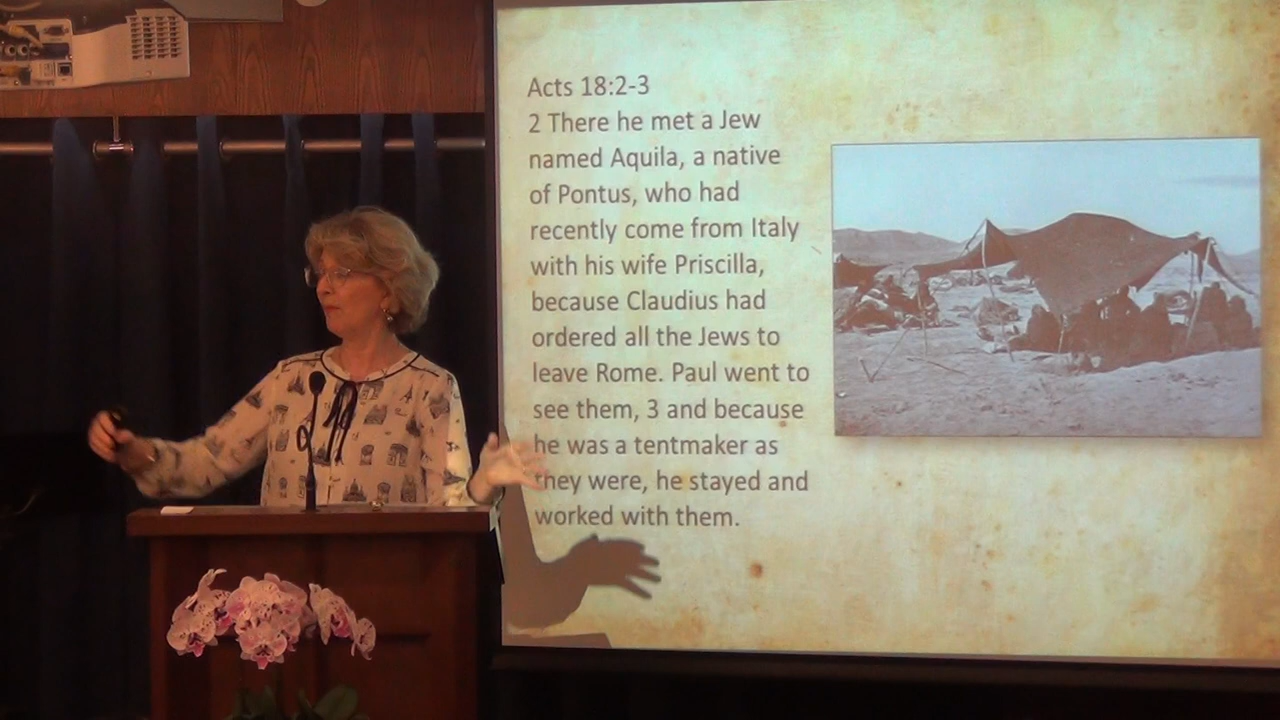 Acts 18:2-3
2 There he met a Jew
named Aquila, a native
of Pontus, who had
recently come from Italy
with his wife Priscilla,
because Claudius had
ordered all the Jews to
leave Rome. Paul went to
see them, 3 and because
he was a tentmaker as
they were, he stayed and
worked with them.